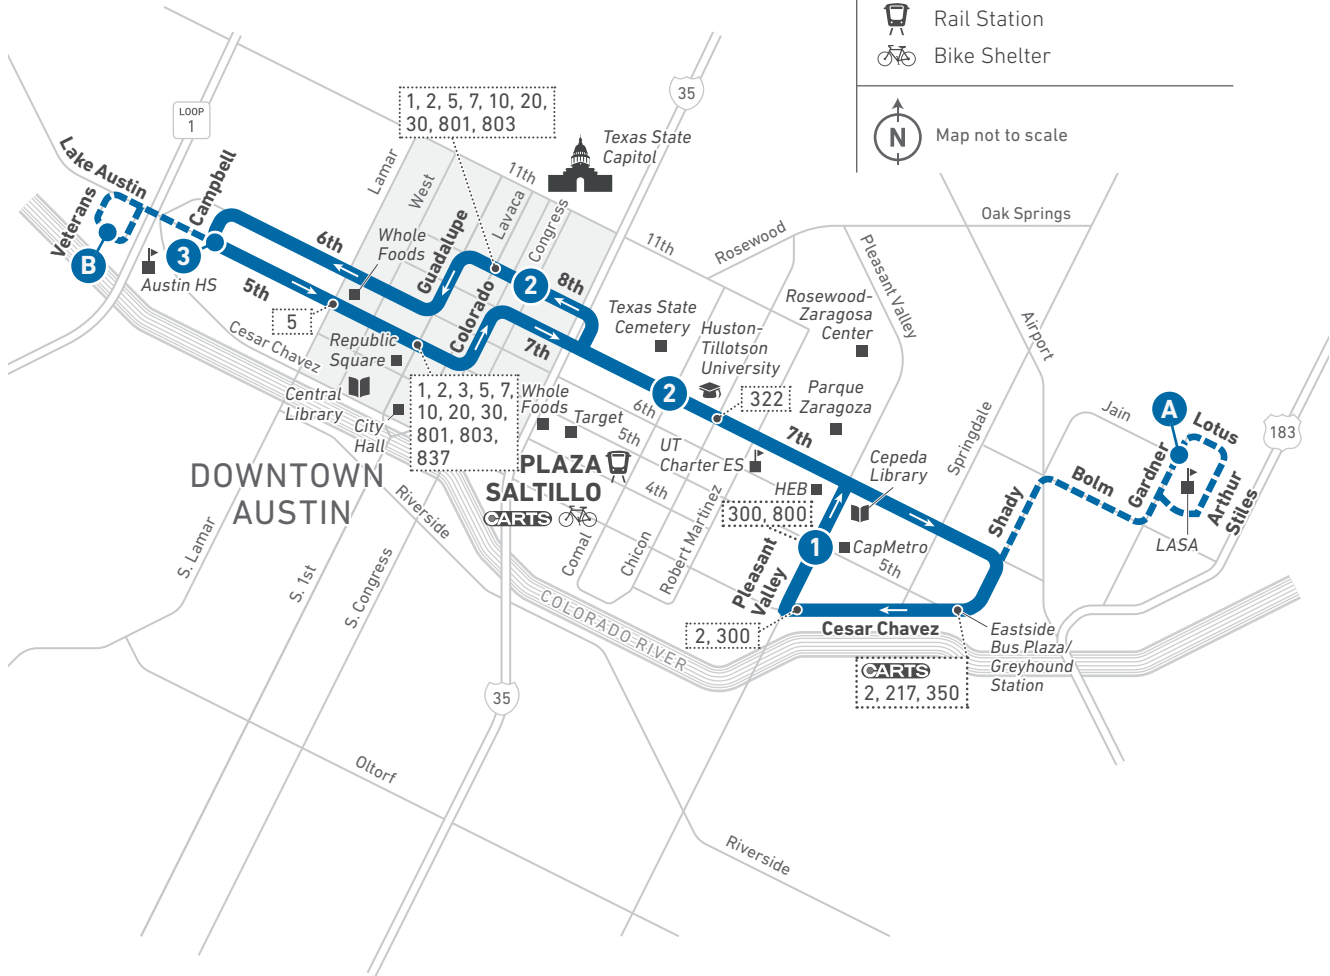 Rail Station
Bike Shelter
N
Map not to scale
35
LOOP
1
1, 2, 5, 7, 10, 20,
30, 801, 803
Texas State
Capitol
Lake Austin
Veterans
Campbell
Lamar
West
11th
Lavaca
Congress
Guadalupe
Whole
Foods
6th
3
B
Austin HS
5th
Colorado
2
8th
7th
11th
Rosewood
Oak Springs
Pleasant Valley
Airport
Texas State
Cemetery
Huston-
Tillotson
University
Rosewood-
Zaragosa
Center
5
Cesar Chavez
Republic
Square
Central
Library
City
Hall
1, 2, 3, 5, 7,
10, 20, 30,
801, 803,
837
Whole
Foods
Target
6th
5th
4th
2
322
7th
Parque
Zaragoza
Springdale
Jain
A
Lotus
183
Gardner
Arthur
Stiles
LASA
Bolm
Shady
UT
Charter ES
HEB
Cepeda
Library
300, 800
1
CapMetro
5th
DOWNTOWN
AUSTIN
PLAZA
SALTILLO
CARTS
Riverside
Comal
Chicon
Robert Martinez
Pleasant
Valley
S. Lamar
S. 1st
S. Congress
COLORADO RIVER
2, 300
Cesar Chavez
Eastside
Bus Plaza/
Greyhound
Station
CARTS
2, 217, 350
35
Oltorf
Riverside